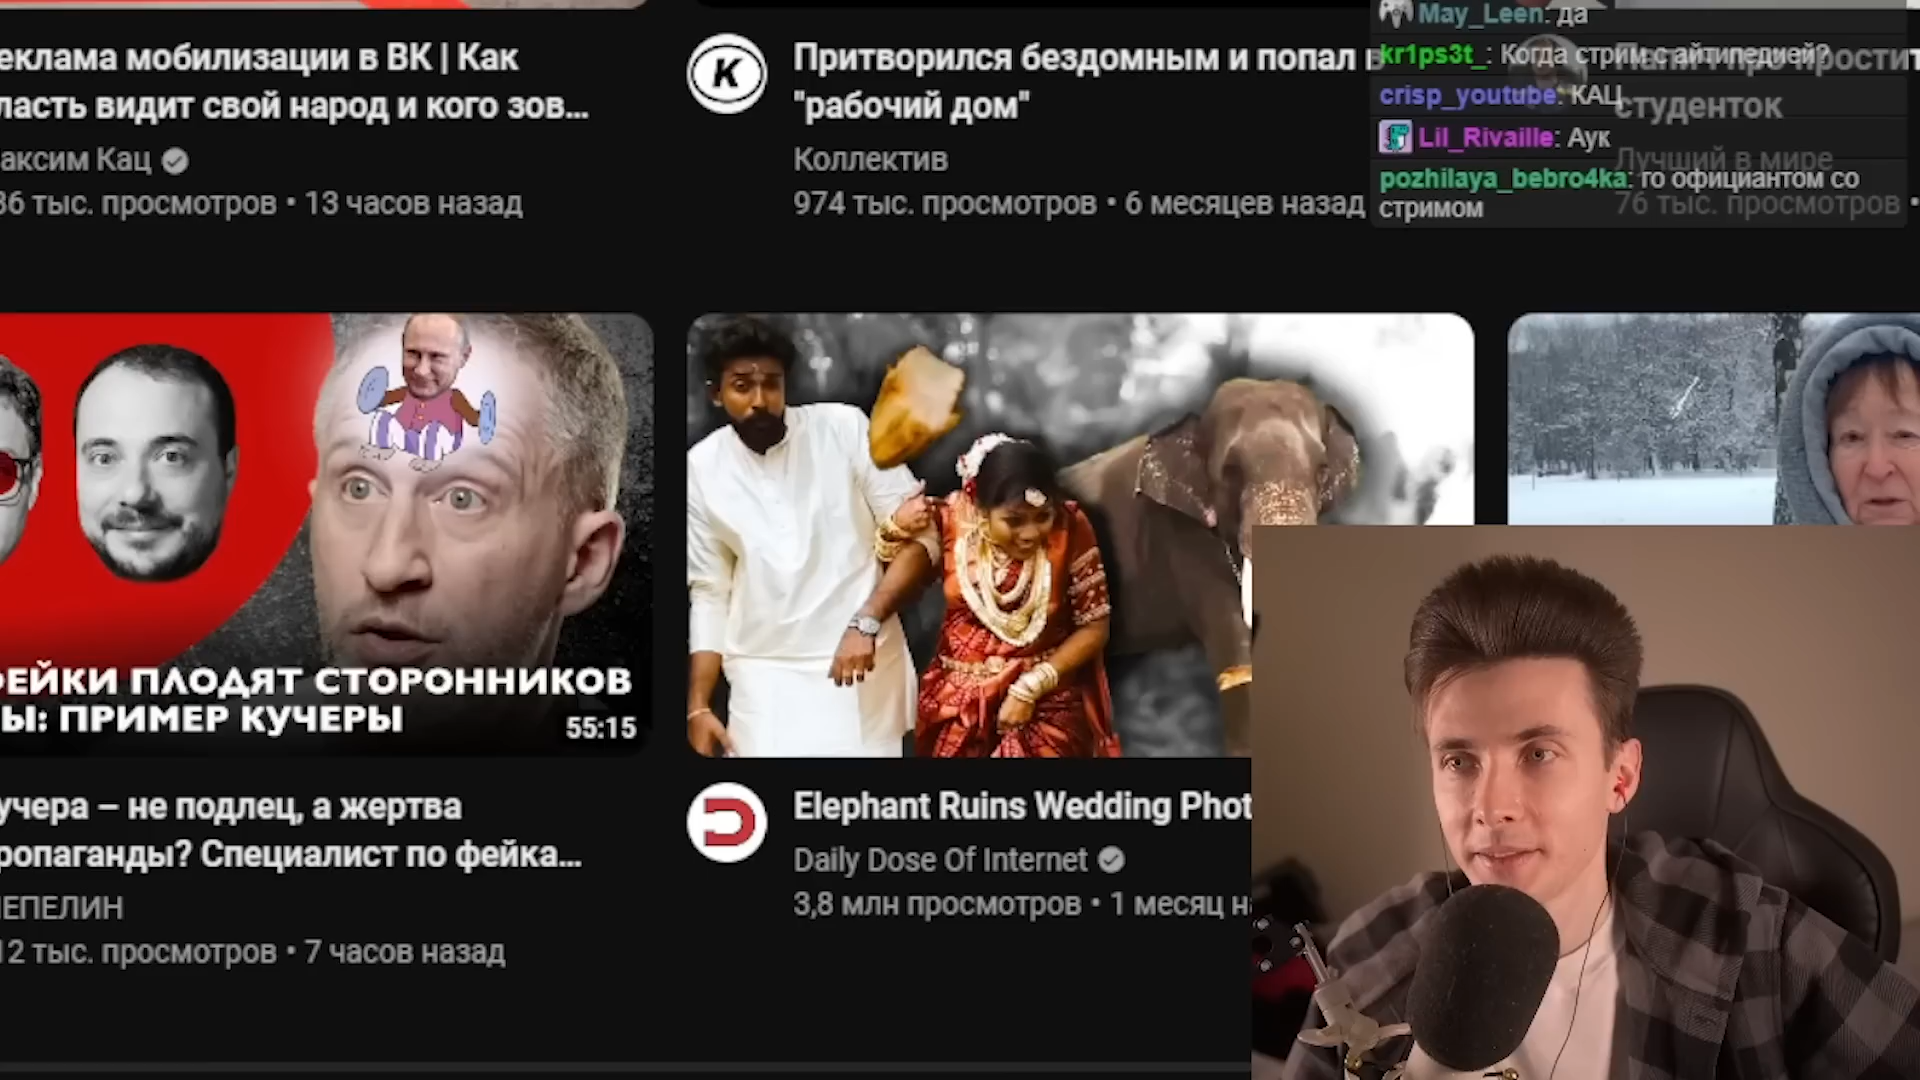 еклама мобилизации в ВК | Как
ласть видит свой народ и кого зов...
аксим Кац
36 тыс. просмотров • 13 часов назад
K
Притворился бездомным и попал в
"рабочий дом"
Коллектив
974 тыс. просмотров • 6 месяцев назад
студенток
Лучший в мире
76 тыс. просмотров •
May_Leen: да
kr1ps3t_: Когда стрим с айтипедией?
crisp_youtube: КАЦ
Lil_Rivaille: Аук
pozhilaya_bebro4ka: го официантом со
стримом
ФЕЙКИ ПЛОДЯТ СТОРОННИКОВ
Ы: ПРИМЕР КУЧЕРЫ
55:15
учера – не подлец, а жертва
ропаганды? Специалист по фейка...
ЕПЕЛИН
12 тыс. просмотров • 7 часов назад
Elephant Ruins Wedding Phot
Daily Dose Of Internet
3,8 млн просмотров • 1 месяц н